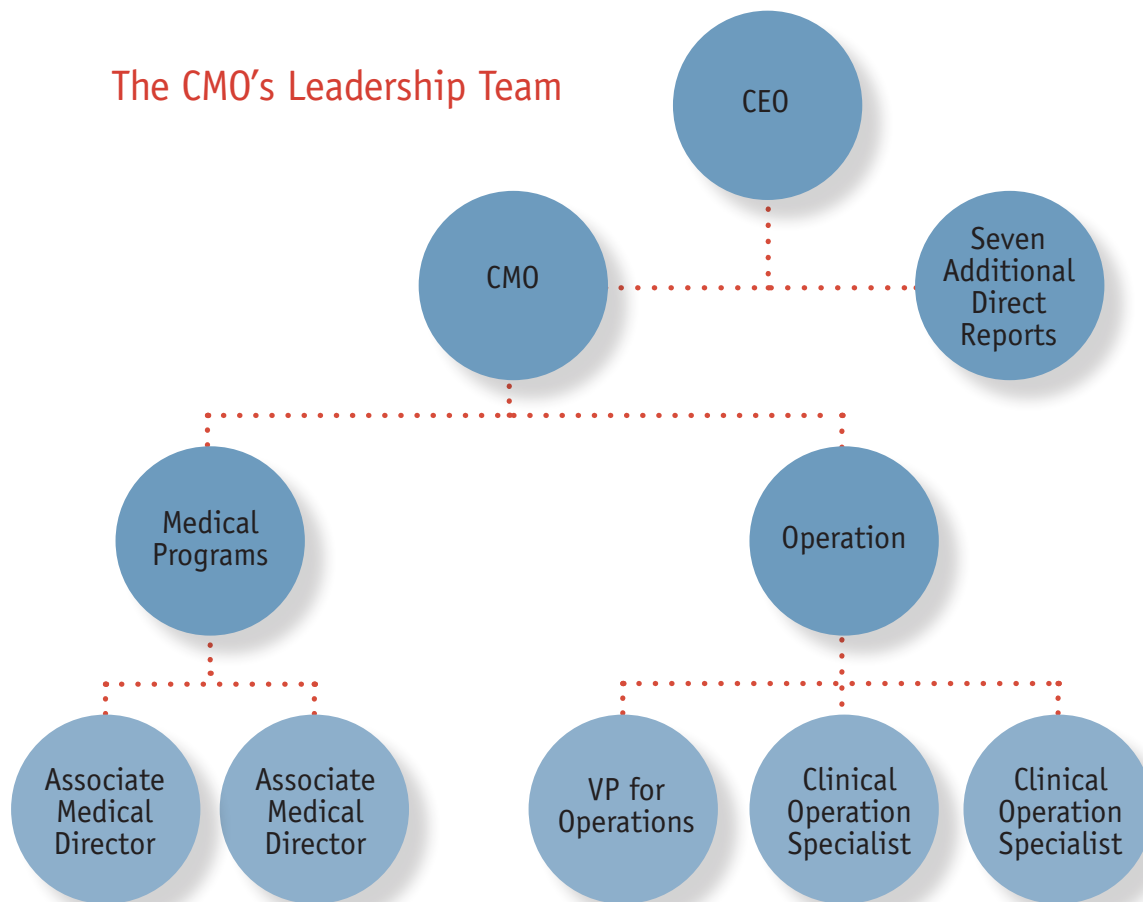 The CMO's Leadership Team
CEO
CMO
Seven
Additional
Direct
Reports
Medical
Programs
Operation
Associate
Medical
Director
Associate
Medical
Director
VP for
Operations
Clinical
Operation
Specialist
Clinical
Operation
Specialist